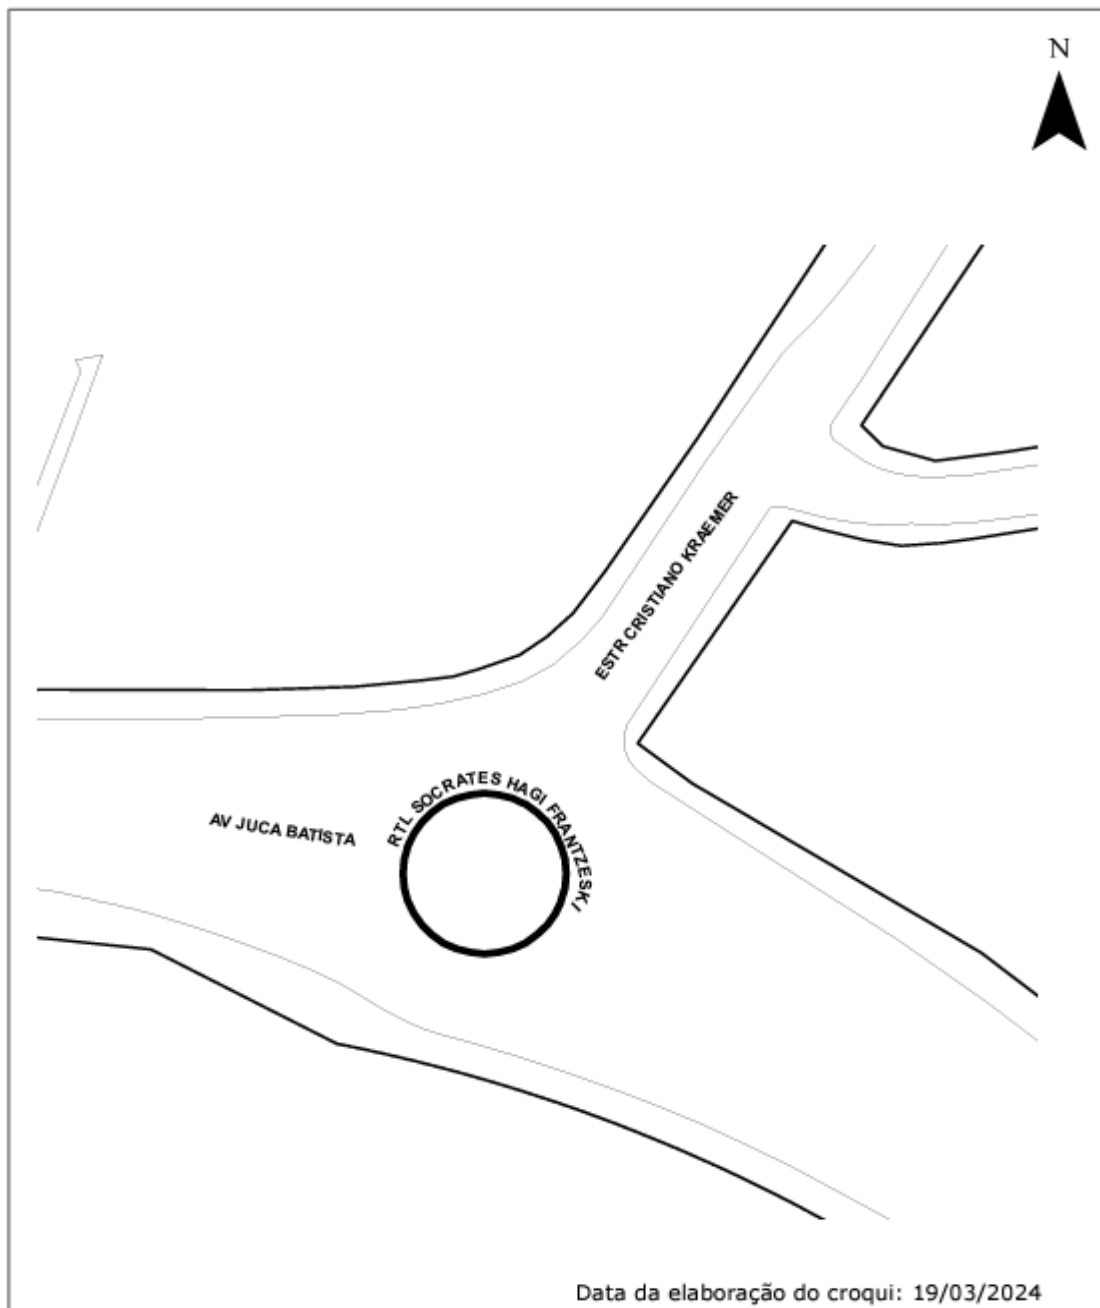 N
ESTR CRISTIANO KRAEMER
RTL SOCRATES HAGI FRANTZESKI
AV JUCA BATISTA
Data da elaboração do croqui: 19/03/2024